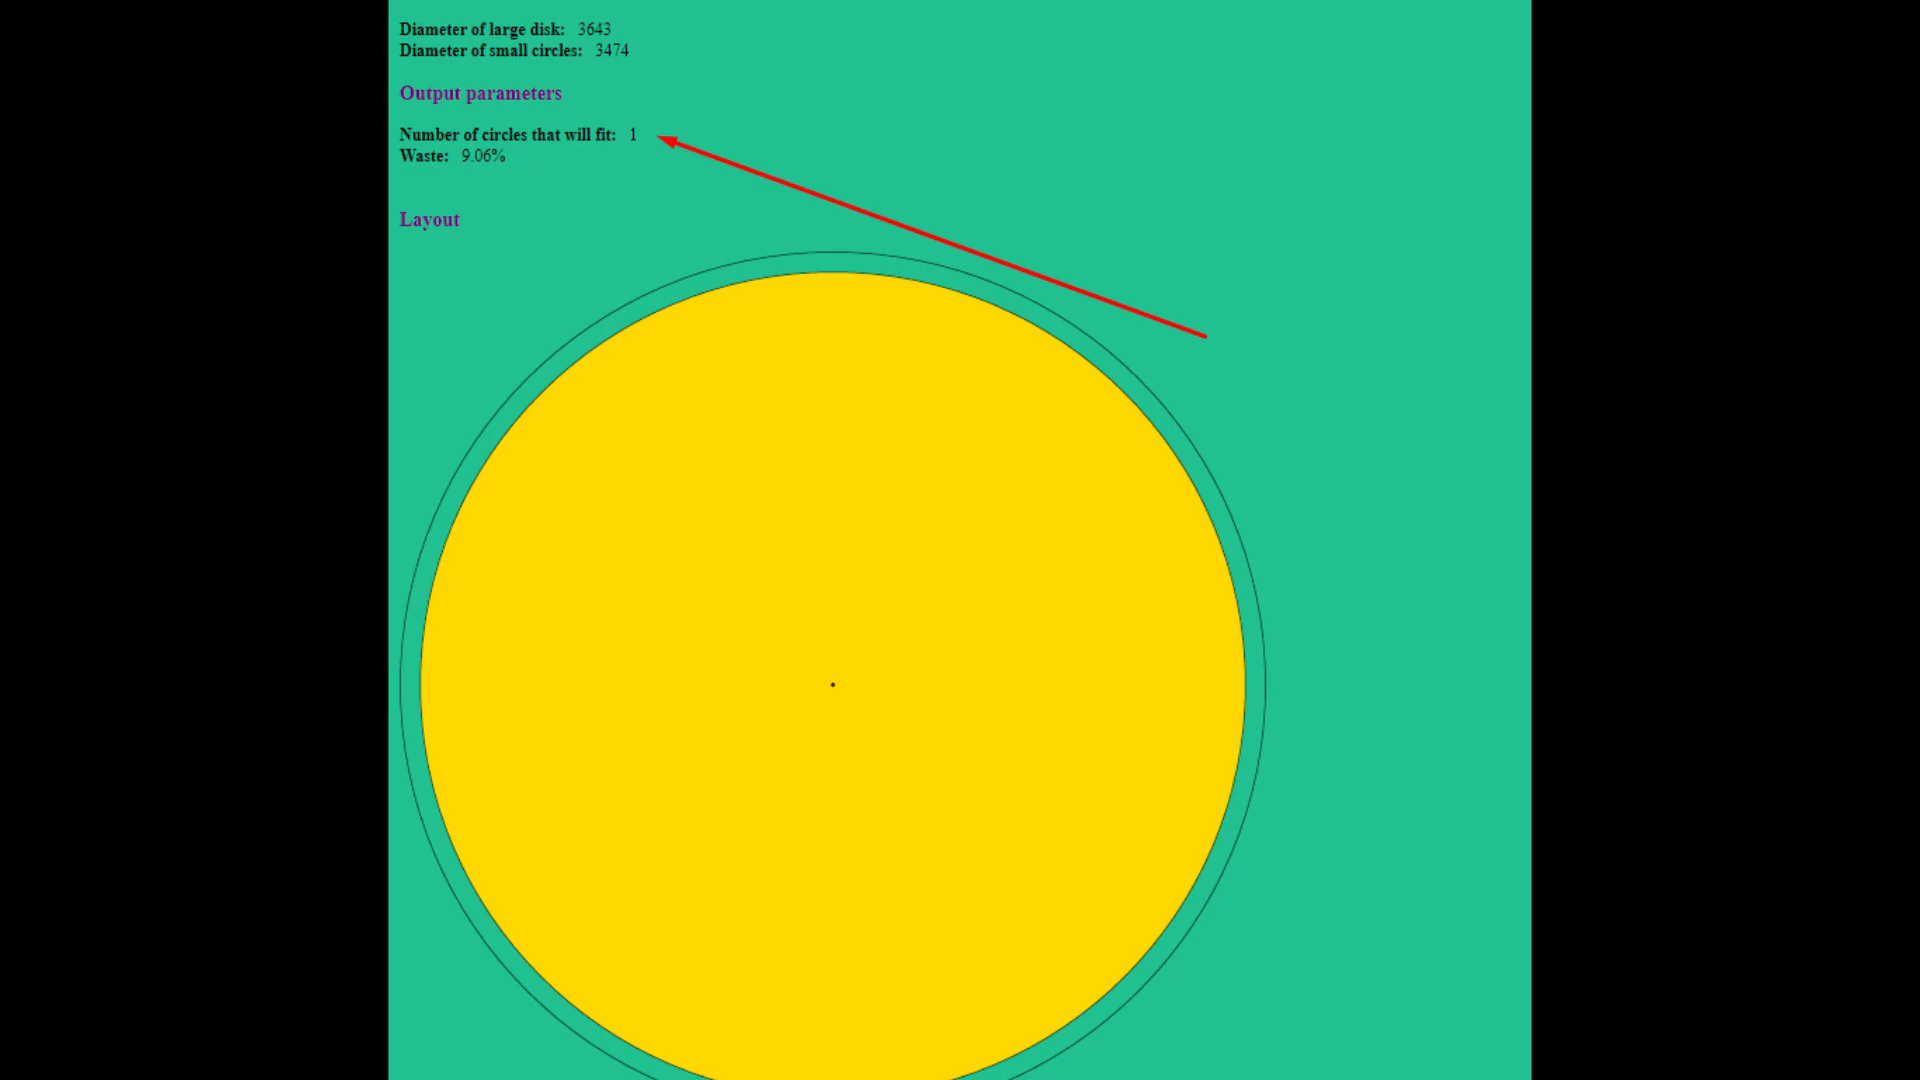 Diameter of large disk: 3643
Diameter of small circles: 3474
Output parameters
Number of circles that will fit: 1
Waste: 9.06%
Layout